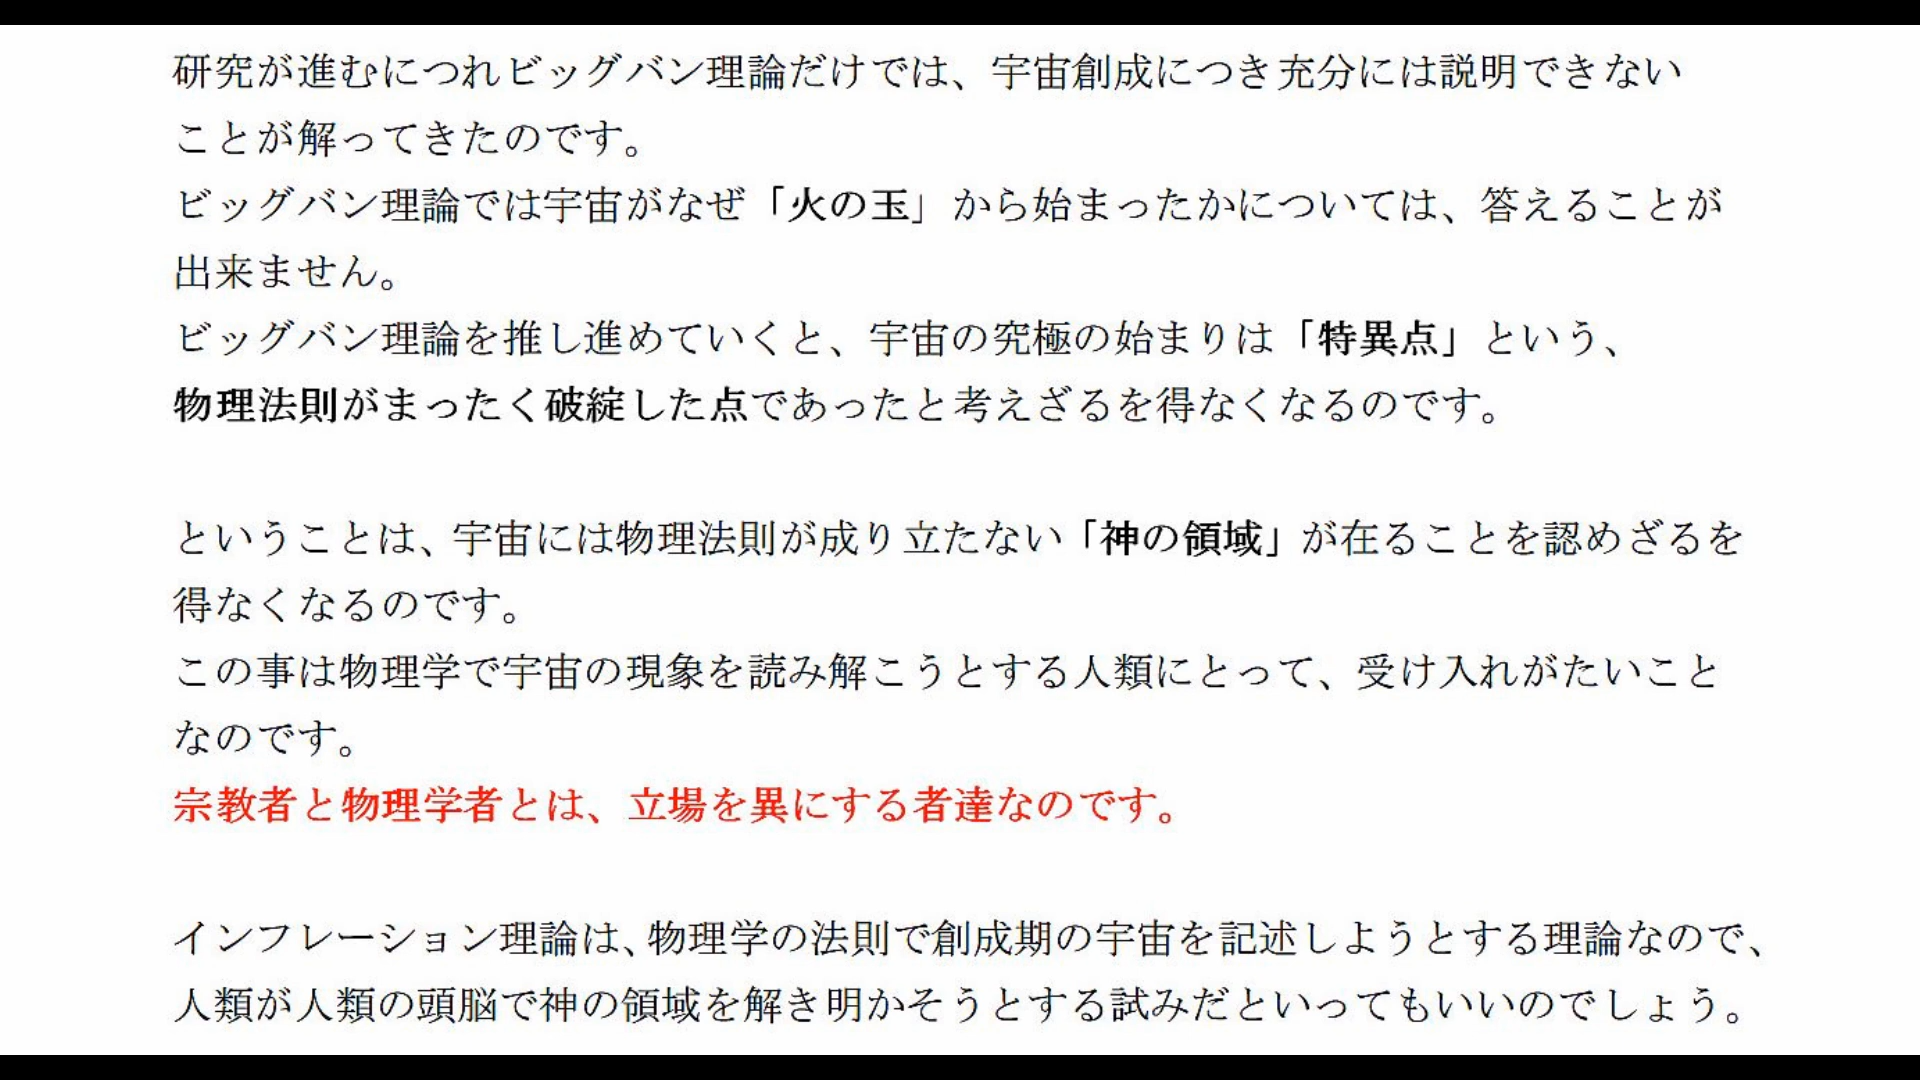 研究が進むにつれビッグバン理論だけでは、宇宙創成につき充分には説明できない
ことが解ってきたのです。
ビッグバン理論では宇宙がなぜ「火の玉」から始まったかについては、答えることが
出来ません。
ビッグバン理論を推し進めていくと、宇宙の究極の始まりは「特異点」という、
物理法則がまったく破綻した点であったと考えざるを得なくなるのです。
ということは、宇宙には物理法則が成り立たない「神の領域」が在ることを認めざるを
得なくなるのです。
この事は物理学で宇宙の現象を読み解こうとする人類にとって、受け入れがたいこと
なのです。
宗教者と物理学者とは、立場を異にする者達なのです。
インフレーション理論は、物理学の法則で創成期の宇宙を記述しようとする理論なので、
人類が人類の頭脳で神の領域を解き明かそうとする試みだといってもいいのでしょう。